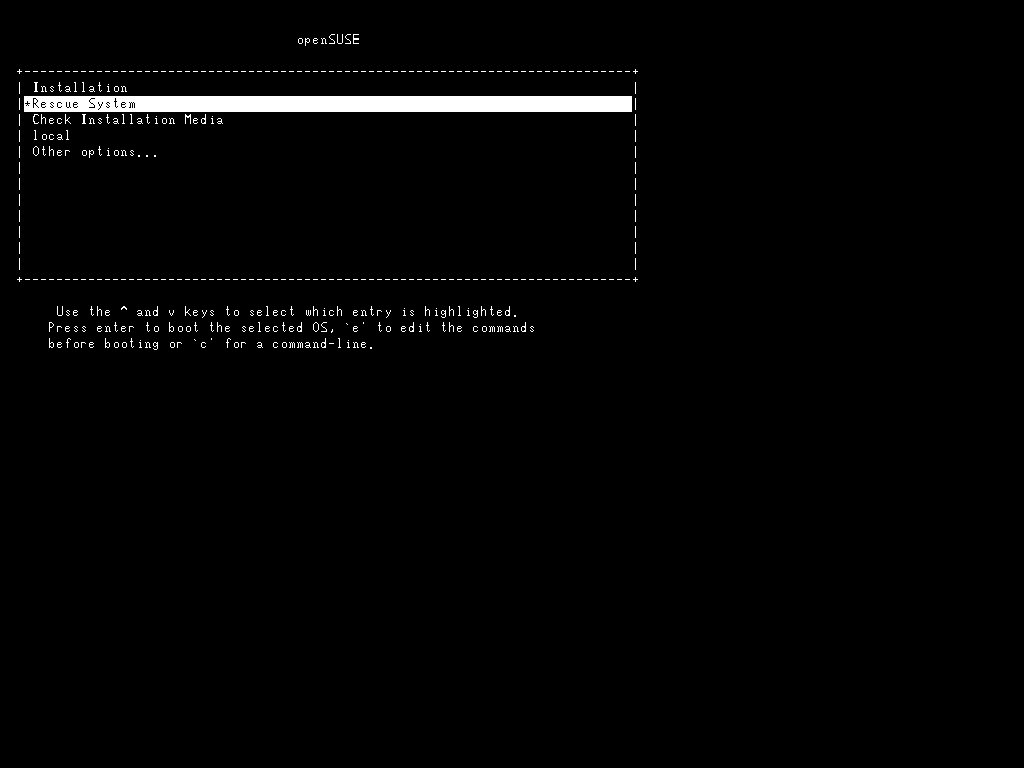 openSUSE
Installation
*Rescue System
Check Installation Media
local
Other options...
Use the ^ and v keys to select which entry is highlighted.
Press enter to boot the selected OS, `e' to edit the commands
before booting or `c' for a command-line.